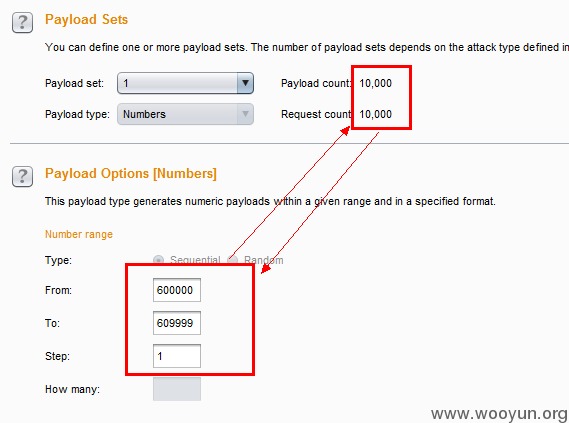 ? Payload Sets
You can define one or more payload sets. The number of payload sets depends on the attack type defined in
Payload set: 1 Payload count: 10,000
Payload type: Numbers Request count: 10,000
? Payload Options [Numbers]
This payload type generates numeric payloads within a given range and in a specified format.
Number range
Type: Sequential Random
From: 600000
To: 609999
Step: 1
How many:
www.wooyun.org